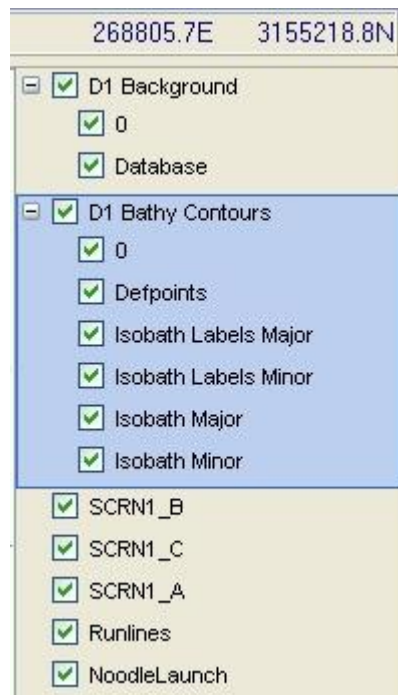 268805.7E 3155218.8N
D1 Background
0
Database
D1 Bathy Contours
0
Defpoints
Isobath Labels Major
Isobath Labels Minor
Isobath Major
Isobath Minor
SCRN1_B
SCRN1_C
SCRN1_A
Runlines
NoodleLaunch